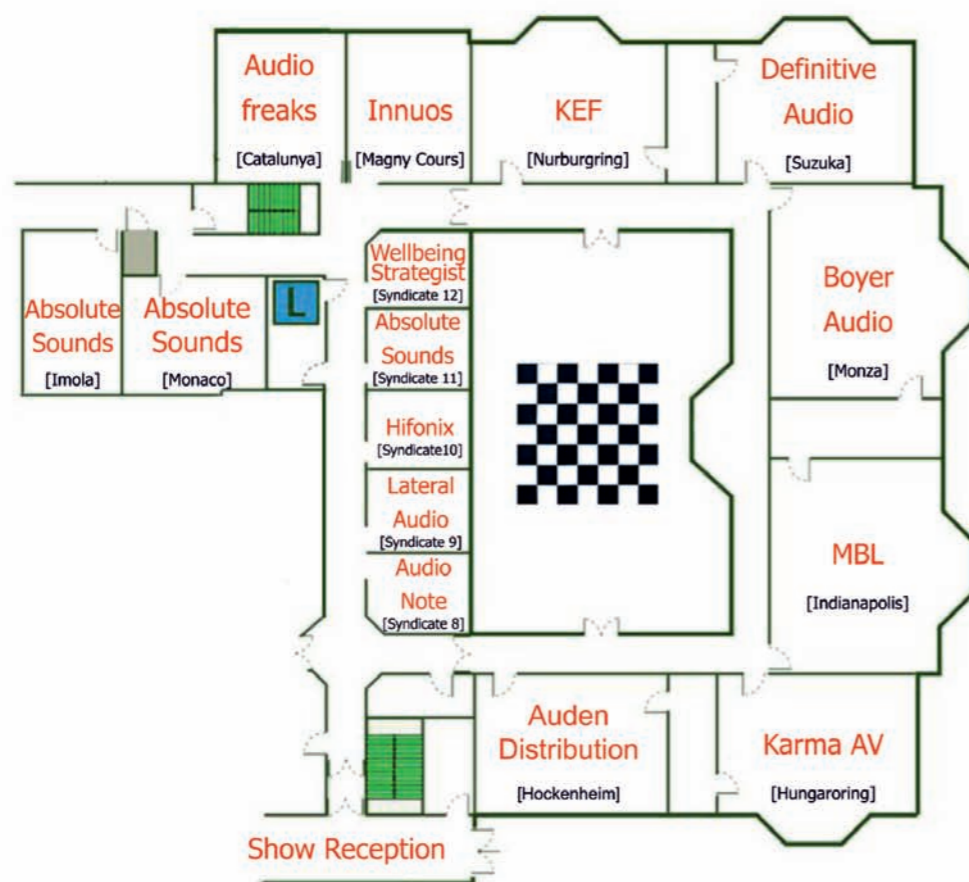 Audio
freaks
[Catalunya]
Innuos
[Magny Cours]
KEF
[Nurburgring]
Definitive
Audio
[Suzuka]
Absolute
Sounds
[Imola]
Absolute
Sounds
[Monaco]
L
Wellbeing
Strategist
[Syndicate 12]
Absolute
Sounds
[Syndicate 11]
Hifonix
[Syndicate10]
Lateral
Audio
[Syndicate 9]
Audio
Note
[Syndicate 8]
Boyer
Audio
[Monza]
MBL
[Indianapolis]
Auden
Distribution
[Hockenheim]
Karma AV
[Hungaroring]
Show Reception